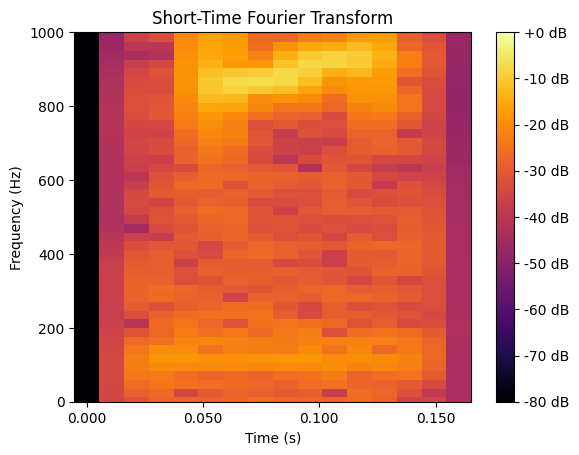 Short-Time Fourier Transform
1000
800
600
400
200
0
Frequency (Hz)
0.000
0.050
0.100
0.150
Time (s)
+0 dB
-10 dB
-20 dB
-30 dB
-40 dB
-50 dB
-60 dB
-70 dB
-80 dB